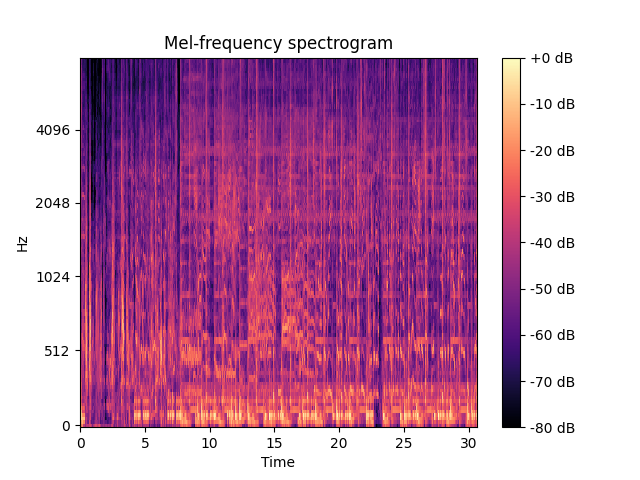 Mel-frequency spectrogram
+0 dB
-10 dB
-20 dB
-30 dB
-40 dB
-50 dB
-60 dB
-70 dB
-80 dB
4096
2048
1024
512
0
Hz
0 5 10 15 20 25 30
Time